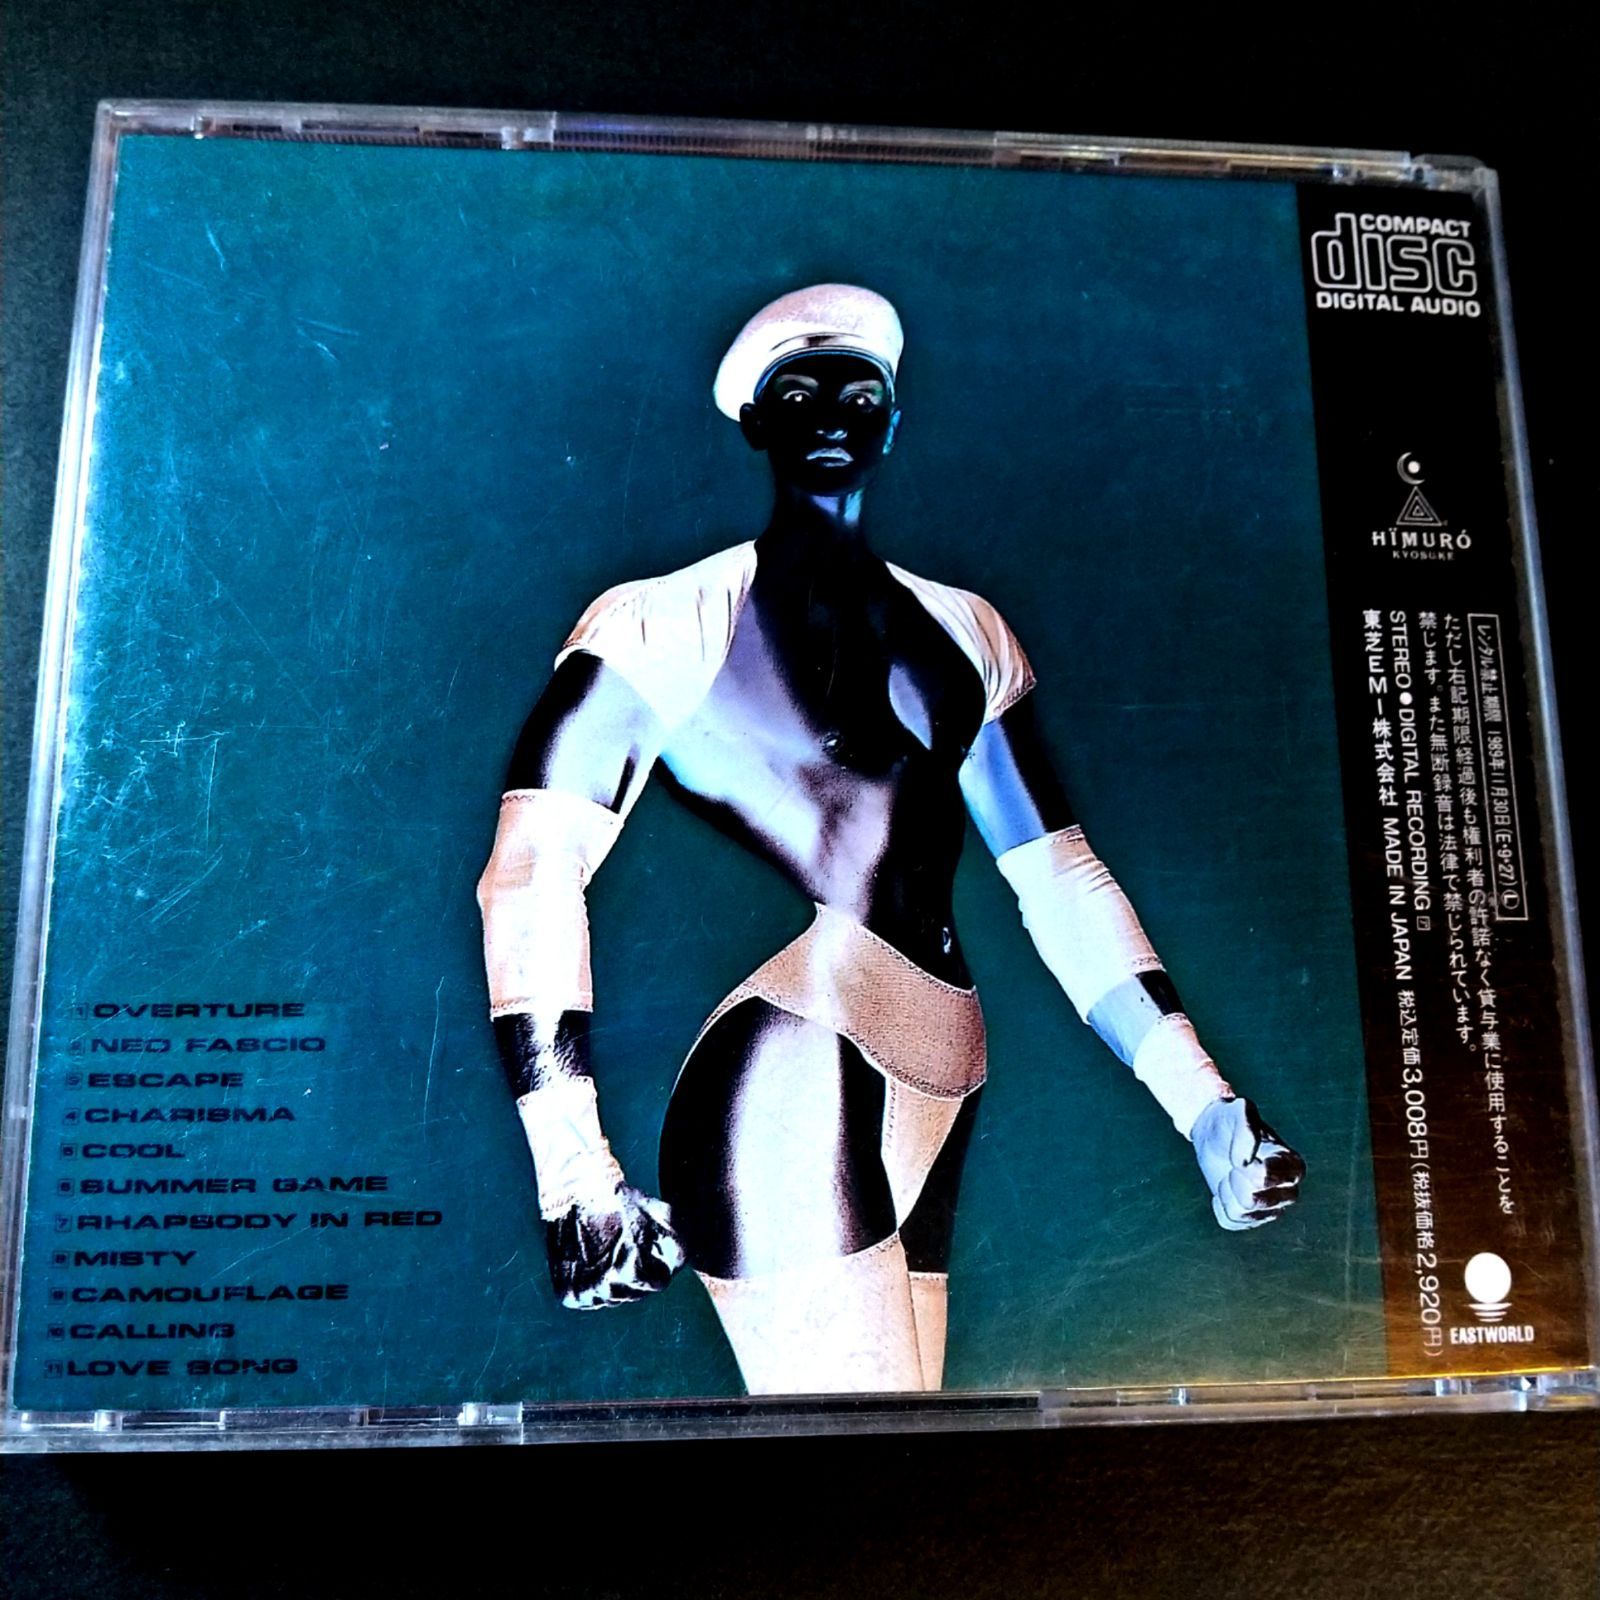 1 OVERTURE
2 NEO FASCIO
3 ESCAPE
4 CHARISMA
5 COOL
6 SUMMER GAME
7 RHAPSODY IN RED
8 MISTY
9 CAMOUFLAGE
10 CALLING
11 LOVE SONG
COMPACT
disc
DIGITAL AUDIO
HÏMURÓ
KYOSUKE
レンタル禁止期限 1989年11月30日(E・9・27) Ⓛ
ただし右記期限経過後も権利者の許諾なく賃与業に使用することを
禁じます。また無断録音は法律で禁じられています。
STEREO●DIGITAL RECORDING
東芝EMI株式会社 MADE IN JAPAN 税込定価3,008円(税抜価格2,920円)
EASTWORLD